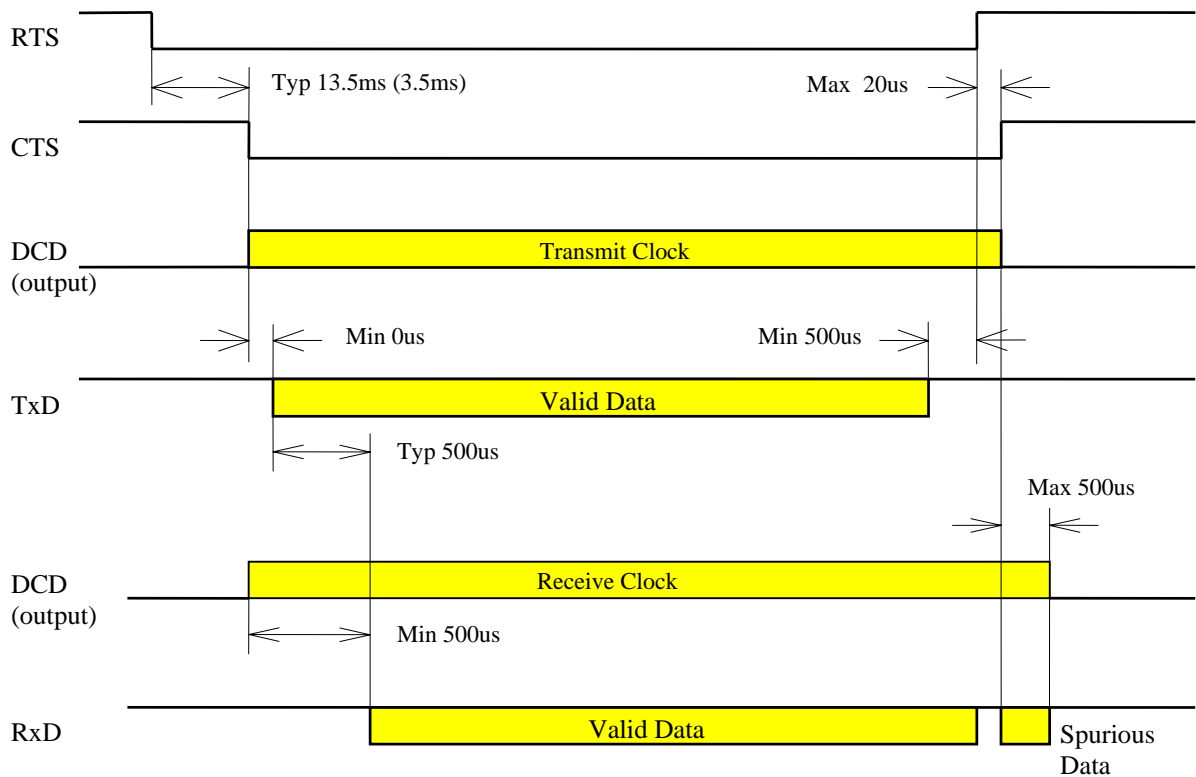 RTS
Typ 13.5ms (3.5ms)
Max 20us
CTS
DCD
(output)
Transmit Clock
Min 0us
Min 500us
TxD
Valid Data
Typ 500us
Max 500us
DCD
(output)
Receive Clock
Min 500us
RxD
Valid Data
Spurious
Data